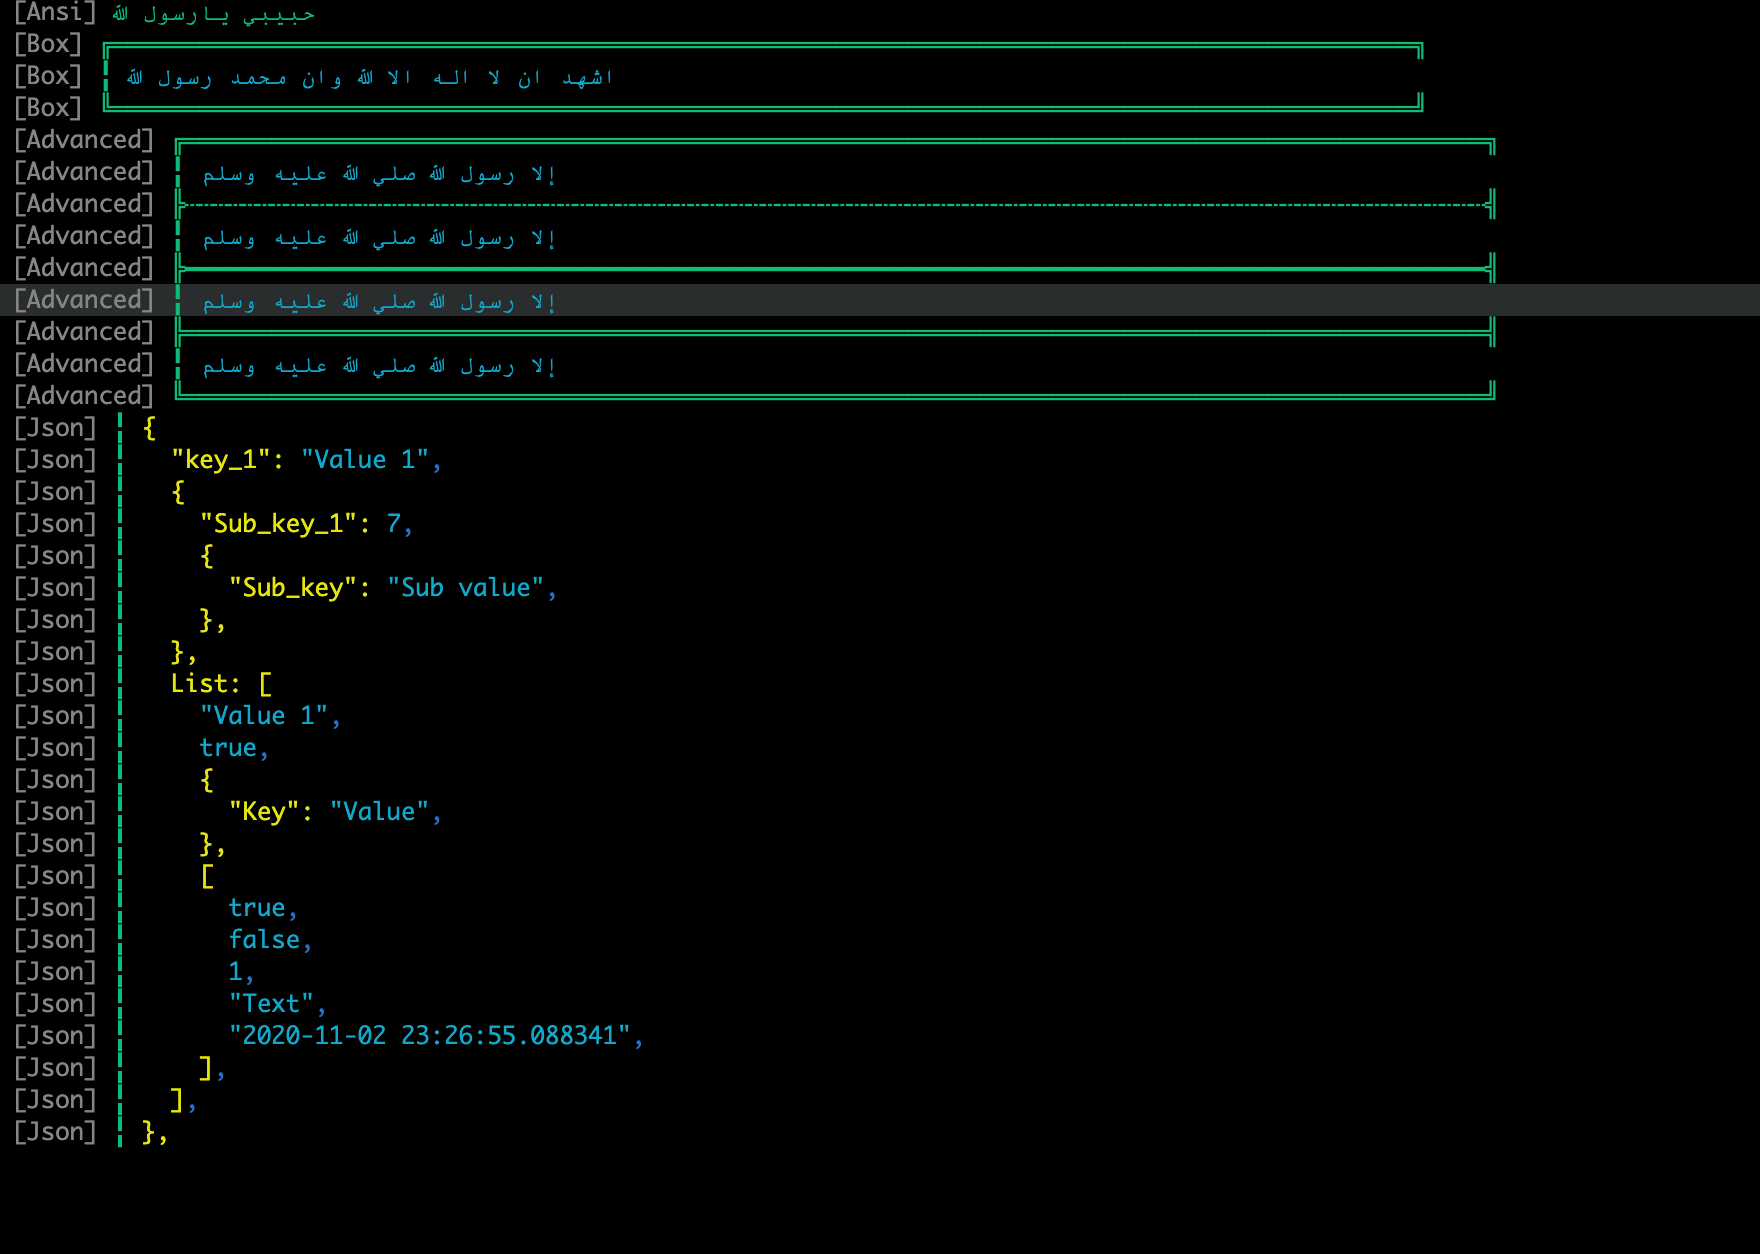 [Ansi] حبيبي يارسول الله
[Box]
[Box] اشهد ان لا اله الا الله وان محمد رسول الله
[Box]
[Advanced]
[Advanced] إلا رسول الله صلي الله عليه وسلم
[Advanced]
[Advanced] إلا رسول الله صلي الله عليه وسلم
[Advanced]
[Advanced] إلا رسول الله صلي الله عليه وسلم
[Advanced]
[Advanced] إلا رسول الله صلي الله عليه وسلم
[Advanced]
[Json] {
[Json] "key_1": "Value 1",
[Json] {
[Json] "Sub_key_1": 7,
[Json] {
[Json] "Sub_key": "Sub value",
[Json] },
[Json] },
[Json] List: [
[Json] "Value 1",
[Json] true,
[Json] {
[Json] "Key": "Value",
[Json] },
[Json] [
[Json] true,
[Json] false,
[Json] 1,
[Json] "Text",
[Json] "2020-11-02 23:26:55.088341",
[Json] ],
[Json] ],
[Json] },